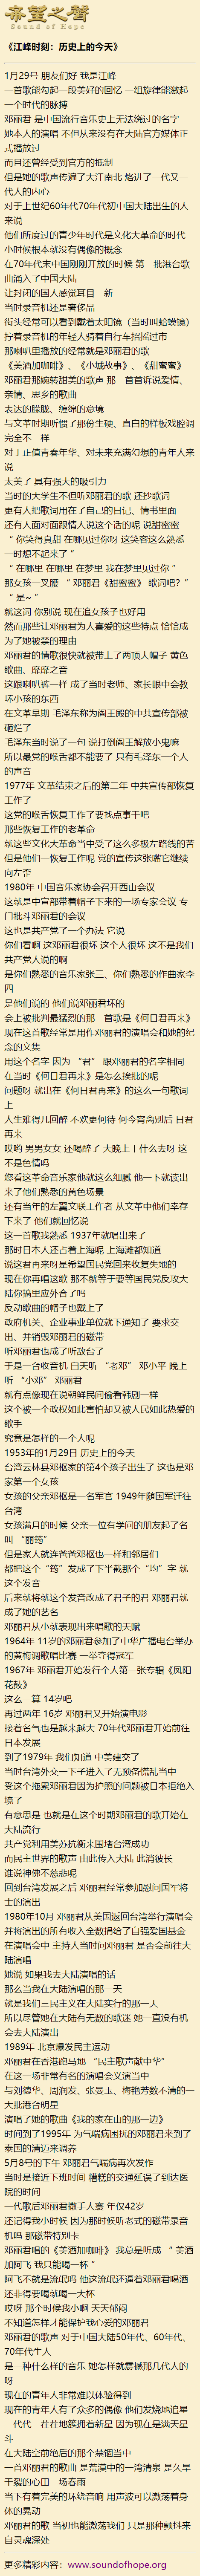 希望之聲
Sound of Hope
《江峰时刻：历史上的今天》
1月29号 朋友们好 我是江峰
一首歌能勾起一段美好的回忆 一组旋律能激起
一个时代的脉搏
邓丽君 是中国流行音乐史上无法绕过的名字
她本人的演唱 不但从来没有在大陆官方媒体正
式播放过
而且还曾经受到官方的抵制
但是她的歌声传遍了大江南北 烙进了一代又一
代人的内心
对于上世纪60年代70年代初中国大陆出生的人
来说
他们所度过的青少年时代是文化大革命的时代
小时候根本就没有偶像的概念
在70年代末中国刚刚开放的时候 第一批港台歌
曲涌入了中国大陆
让封闭的国人感觉耳目一新
当时录音机还是奢侈品
街头经常可以看到戴着太阳镜（当时叫蛤蟆镜）
拧着录音机的年轻人骑着自行车招摇过市
那喇叭里播放的经常就是邓丽君的歌
《美酒加咖啡》、《小城故事》、《甜蜜蜜》
邓丽君那婉转甜美的歌声 那一首首诉说爱情、
亲情、思乡的歌曲
表达的朦胧、缠绵的意境
与文革时期听惯了那份生硬、直白的样板戏腔调
完全不一样
对于正值青春年华、对未来充满幻想的青年人来
说
太美了 具有强大的吸引力
当时的大学生不但听邓丽君的歌 还抄歌词
更有人把歌词用在了自己的日记、情书里面
还有人面对面跟情人说这个话的呢 说甜蜜蜜
“ 你笑得真甜 在哪见过你呀 这笑容这么熟悉
一时想不起来了 ”
“ 在哪里 在哪里 在梦里 我在梦里见过你 ”
那女孩一叉腰 “ 邓丽君《甜蜜蜜》 歌词吧？ ”
“ 是~ ”
就这词 你别说 现在追女孩子也好用
然而那些让邓丽君为人喜爱的这些特点 恰恰成
为了她被禁的理由
邓丽君的情歌很快就被带上了两顶大帽子 黄色
歌曲、靡靡之音
这跟喇叭裤一样 成了当时老师、家长眼中会教
坏小孩的东西
在文革早期 毛泽东称为阎王殿的中共宣传部被
砸烂了
毛泽东当时说了一句 说打倒阎王解放小鬼嘛
所以最党的喉舌都不能要了 只有毛泽东一个人
的声音
1977年 文革结束之后的第二年 中共宣传部恢复
工作了
这党的喉舌恢复工作了要找点事干吧
那些恢复工作的老革命
就这些文化大革命当中受了这么多极左路线的苦
但是他们一恢复工作呢 党的宣传这张嘴它继续
向左歪
1980年 中国音乐家协会召开西山会议
这就是中宣部带着帽子下来的一场专家会议 专
门批斗邓丽君的会议
这也是共产党了一个办法 它说
你们看啊 这邓丽君很坏 这个人很坏 这不是我们
共产党人说的啊
是你们熟悉的音乐家张三、你们熟悉的作曲家李
四
是他们说的 他们说邓丽君坏的
会上被批判最猛烈的那一首歌是《何日君再来》
现在这首歌经常是用作邓丽君的演唱会和她的纪
念的文集
用这个名字 因为 “君” 跟邓丽君的名字相同
在当时《何日君再来》是怎么挨批的呢
问题呀 就出在《何日君再来》的这么一句歌词
上
人生难得几回醉 不欢更何待 何今宵离别后 日君
再来
哎哟 男男女女 还喝醉了 大晚上干什么去呀 这
不是色情吗
您看这革命音乐家他就这么细腻 他一下就读出
来了他们熟悉的黄色场景
还有当年的左翼文联工作者 从文革中他们幸存
下来了 他们就回忆说
这一首歌我熟悉 1937年就唱出来了
那时日本人还占着上海呢 上海滩都知道
说这君再来呀是希望国民党回来收复失地的
现在你再唱这歌 那不就等于要等国民党反攻大
陆你搞里应外合了吗
反动歌曲的帽子也戴上了
政府机关、企业事业单位就下通知了 要求交
出、并销毁邓丽君的磁带
听邓丽君也成了听敌台了
于是一台收音机 白天听 “老邓” 邓小平 晚上
听 “小邓” 邓丽君
就有点像现在说朝鲜民间偷看韩剧一样
这个被一个政权如此害怕却又被人民如此热爱的
歌手
究竟是怎样的一个人呢
1953年的1月29日 历史上的今天
台湾云林县邓枢家的第4个孩子出生了 这也是邓
家第一个女孩
女孩的父亲邓枢是一名军官 1949年随国军迁往
台湾
女孩满月的时候 父亲一位有学问的朋友起了名
叫 “丽筠”
但是家人就连爸爸邓枢也一样和邻居们
都把这个 “筠” 发成了下半截那个 “均” 字 就
这个发音
后来就将就这个发音改成了君子的君 邓丽君就
成了她的艺名
邓丽君从小就表现出来唱歌的天赋
1964年 11岁的邓丽君参加了中华广播电台举办
的黄梅调歌唱比赛 一举夺得冠军
1967年 邓丽君开始发行个人第一张专辑《凤阳
花鼓》
这么一算 14岁吧
再过两年 16岁 邓丽君又开始演电影
接着名气也是越来越大 70年代邓丽君开始前往
日本发展
到了1979年 我们知道 中美建交了
当时台湾外交一下子进入了无预备慌乱当中
受这个拖累邓丽君因为护照的问题被日本拒绝入
境了
有意思是 也就是在这个时期邓丽君的歌开始在
大陆流行
共产党利用美苏抗衡来围堵台湾成功
而民主世界的歌声 由此传入大陆 此消彼长
谁说神佛不慈悲呢
回到台湾发展之后 邓丽君经常参加慰问国军将
士的演出
1980年10月 邓丽君从美国返回台湾举行演唱会
并将演出的所有收入全数捐给了自强爱国基金
在演唱会中 主持人当时问邓丽君 是否会前往大
陆演唱
她说 如果我去大陆演唱的话
那么当我在大陆演唱的那一天
就是我们三民主义在大陆实行的那一天
所以尽管她在大陆有无数的歌迷 她一直没有机
会去大陆演出
1989年 北京爆发民主运动
邓丽君在香港跑马地 “民主歌声献中华”
在这一场非常有名的演唱会义演当中
与刘德华、周润发、张曼玉、梅艳芳数不清的一
大批港台明星
演唱了她的歌曲《我的家在山的那一边》
时间到了1995年 为气喘病困扰的邓丽君来到了
泰国的清迈来调养
5月8号的下午 邓丽君气喘病再次发作
当时是接近下班时间 糟糕的交通延误了到达医
院的时间
一代歌后邓丽君撒手人寰 年仅42岁
还记得我小时候 因为那时候听老式的磁带录音
机吗 那磁带特别卡
邓丽君唱的《美酒加咖啡》 我总是听成 “ 美酒
加阿飞 我只能喝一杯 ”
阿飞不就是流氓吗 他这流氓还逼着邓丽君喝酒
还非得要喝就喝一大杯
哎呀 那个时候我小啊 天天郁闷
不知道怎样才能保护我心爱的邓丽君
邓丽君的歌声 对于中国大陆50年代、60年代、
70年代生人
是一种什么样的音乐 她怎样就震撼那几代人的
呀
现在的青年人非常难以体验得到
现在的青年人有了众多的偶像 他们发烧地追星
一代代一茬茬地簇拥着新星 因为现在是满天星
斗
在大陆空前绝后的那个禁锢当中
一首邓丽君的歌曲 是荒漠中的一湾清泉 是久旱
干裂的心田一场春雨
当下有着完美的环绕音响 用声波可以激荡着身
体的晃动
邓丽君的歌 当初也能激荡我们 只是那种颤抖来
自灵魂深处
更多精彩内容：www.soundofhope.org